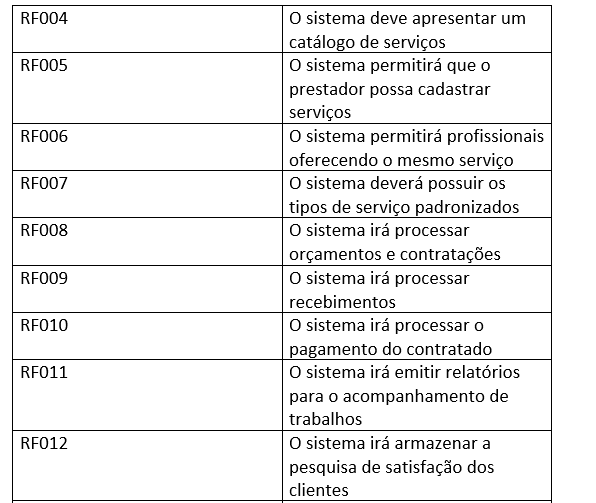 RF004
O sistema deve apresentar um
catálogo de serviços
RF005
O sistema permitirá que o
prestador possa cadastrar
serviços
RF006
O sistema permitirá profissionais
oferecendo o mesmo serviço
RF007
O sistema deverá possuir os
tipos de serviço padronizados
RF008
O sistema irá processar
orçamentos e contratações
RF009
O sistema irá processar
recebimentos
RF010
O sistema irá processar o
pagamento do contratado
RF011
O sistema irá emitir relatórios
para o acompanhamento de
trabalhos
RF012
O sistema irá armazenar a
pesquisa de satisfação dos
clientes